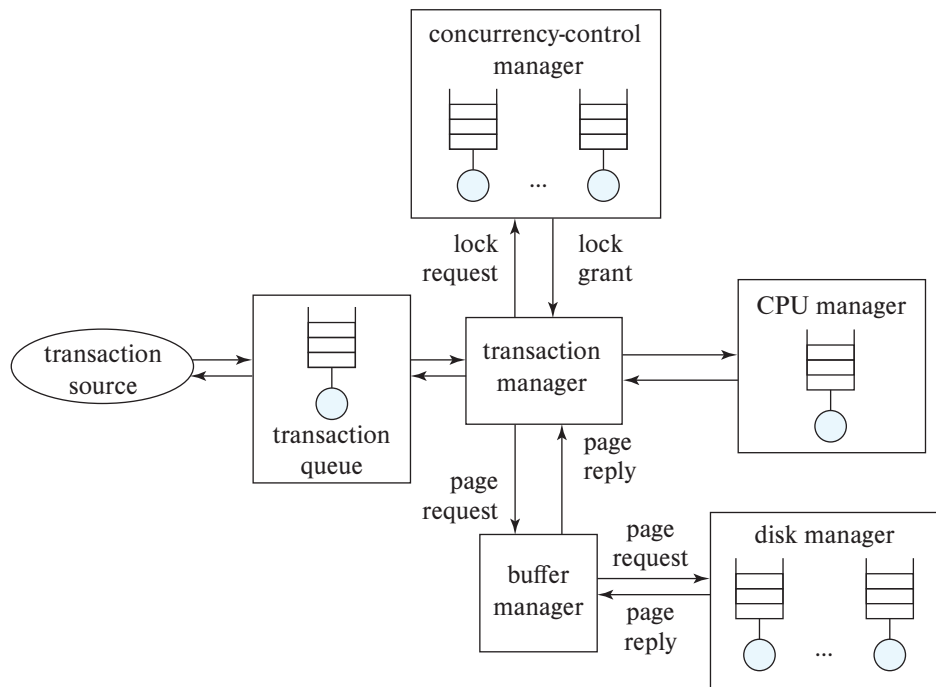 concurrency-control
manager
...
lock
request
lock
grant
CPU manager
transaction
source
transaction
queue
transaction
manager
page
request
page
reply
buffer
manager
page
request
page
reply
disk manager
...